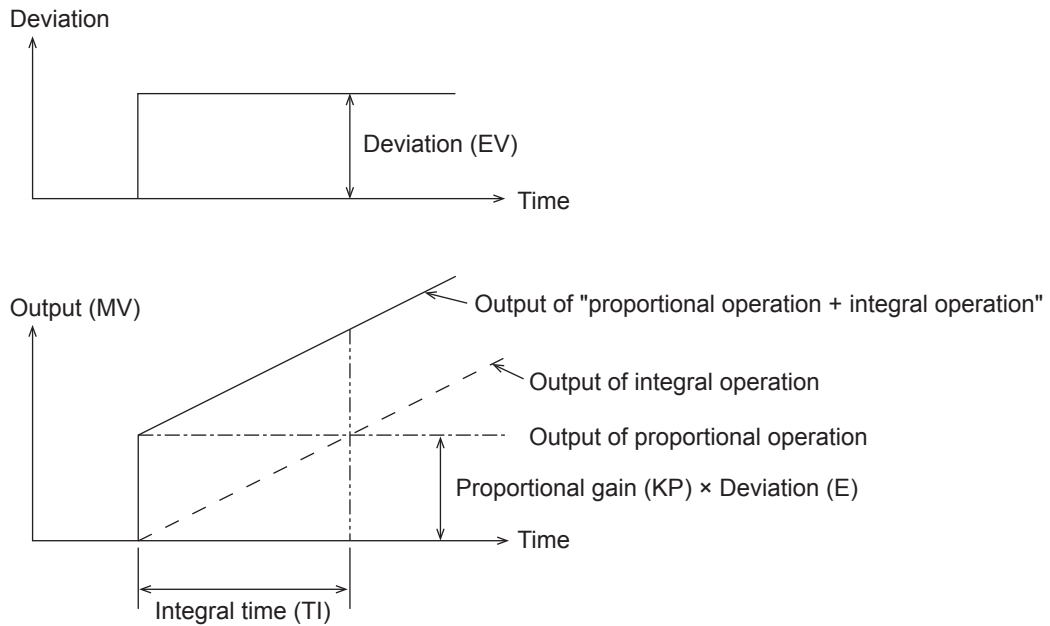 Deviation
Deviation (EV)
Time
Output (MV)
Output of "proportional operation + integral operation"
Output of integral operation
Output of proportional operation
Proportional gain (KP) × Deviation (E)
Time
Integral time (TI)